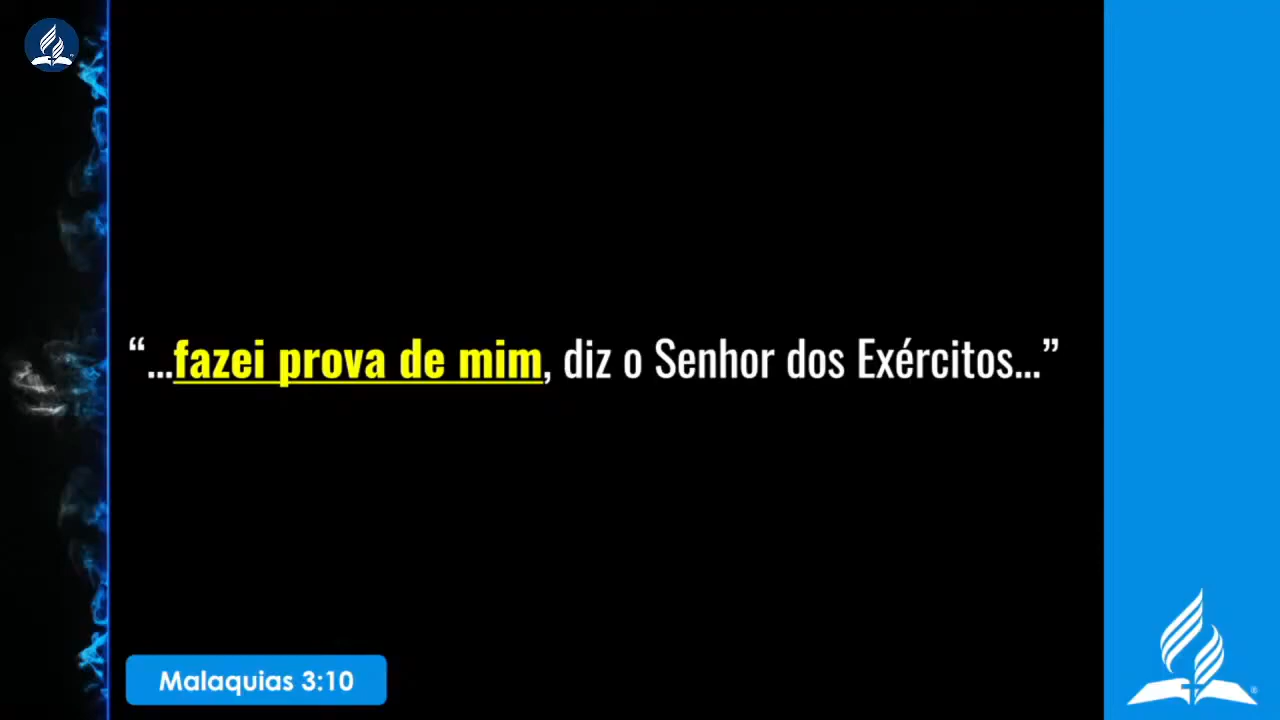 “...fazei prova de mim, diz o Senhor dos Exércitos...”
Malaquias 3:10